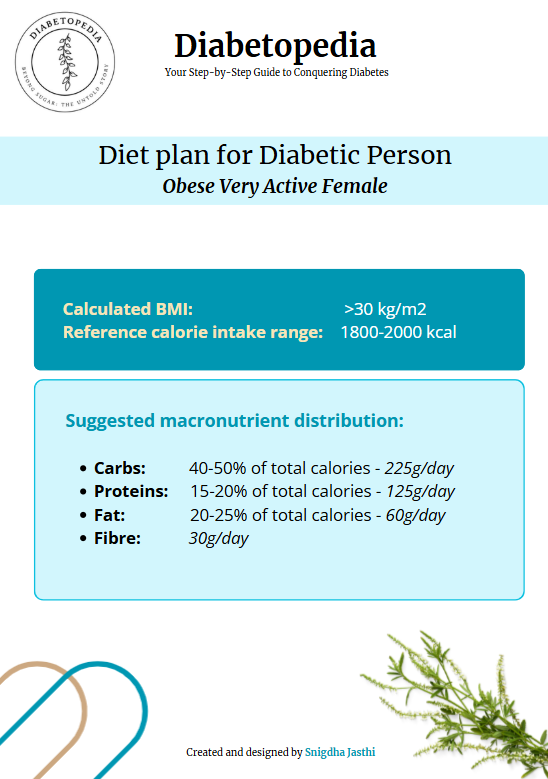 DIABETOPEDIA
BEYOND SUGAR: THE UNTOLD STORY
Diabetopedia
Your Step-by-Step Guide to Conquering Diabetes
Diet plan for Diabetic Person
Obese Very Active Female
Calculated BMI: >30 kg/m2
Reference calorie intake range: 1800-2000 kcal
Suggested macronutrient distribution:
• Carbs: 40-50% of total calories - 225g/day
• Proteins: 15-20% of total calories - 125g/day
• Fat: 20-25% of total calories - 60g/day
• Fibre: 30g/day
Created and designed by Snigdha Jasthi